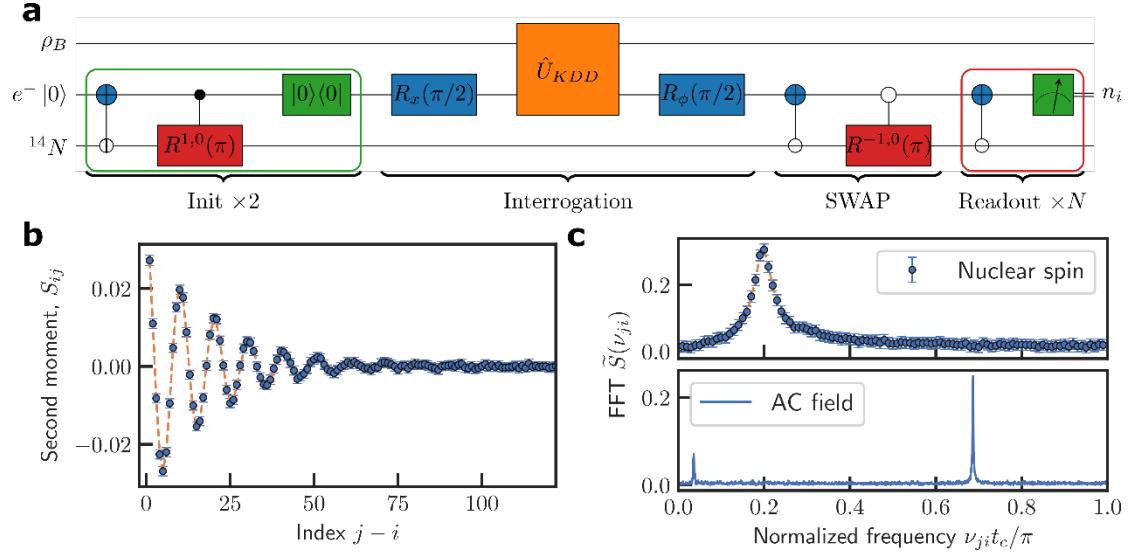 a
ρ_B
e⁻ |0⟩
¹⁴N
R^{1,0}(π)
|0⟩⟨0|
R_x(π/2)
Û_{KDD}
R_ϕ(π/2)
R^{-1,0}(π)
n_i
Init ×2
Interrogation
SWAP
Readout ×N
b
Second moment, S_{ij}
0.02
0.00
−0.02
0
25
50
75
100
Index j − i
c
FFT S̃(ν_{ji})
0.2
0.0
Nuclear spin
0.2
0.0
AC field
0.0
0.2
0.4
0.6
0.8
1.0
Normalized frequency ν_{ji}t_c/π